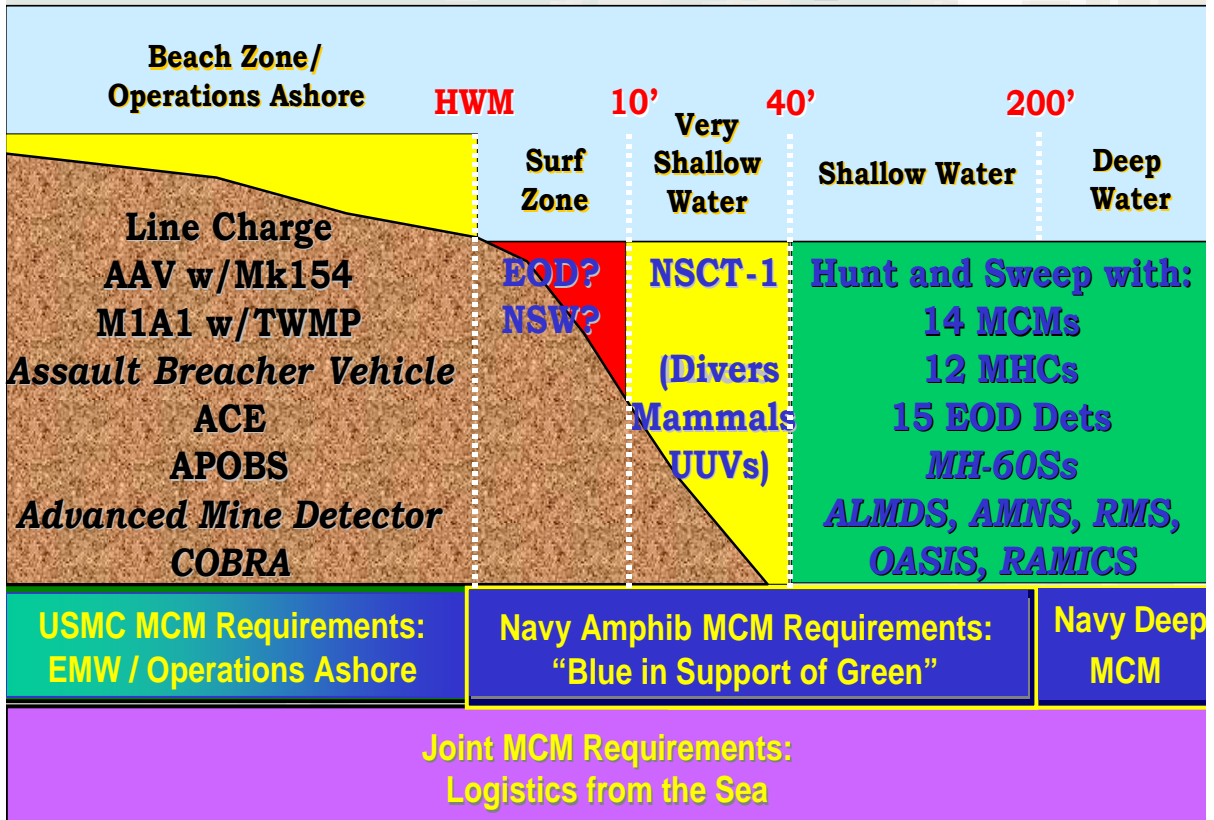 Beach Zone/
Operations Ashore
HWM
10’
40’
200’
Surf
Zone
Very
Shallow
Water
Shallow Water
Deep
Water
Line Charge
AAV w/Mk154
M1A1 w/TWMP
Assault Breacher Vehicle
ACE
APOBS
Advanced Mine Detector
COBRA
EOD?
NSW?
NSCT-1
(Divers
Mammals
UUVs)
Hunt and Sweep with:
14 MCMs
12 MHCs
15 EOD Dets
MH-60Ss
ALMDS, AMNS, RMS,
OASIS, RAMICS
USMC MCM Requirements:
EMW / Operations Ashore
Navy Amphib MCM Requirements:
“Blue in Support of Green”
Navy Deep
MCM
Joint MCM Requirements:
Logistics from the Sea